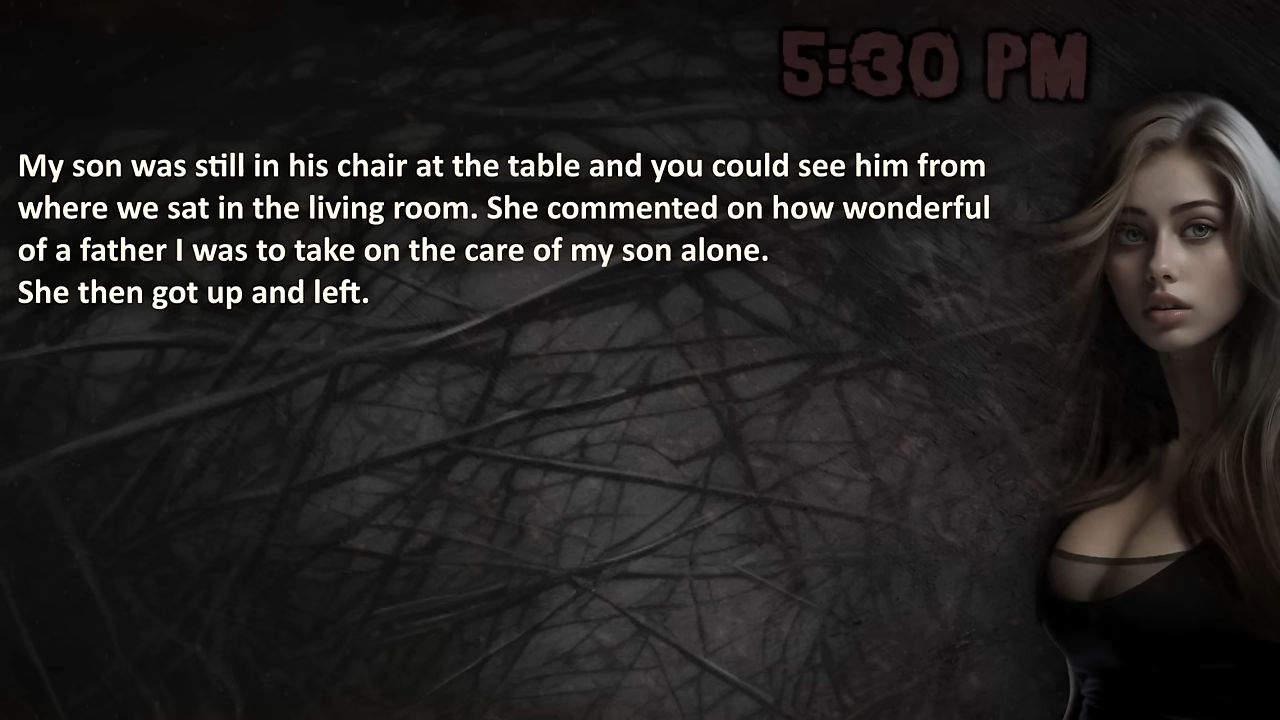 5:30 PM
My son was still in his chair at the table and you could see him from
where we sat in the living room. She commented on how wonderful
of a father I was to take on the care of my son alone.
She then got up and left.